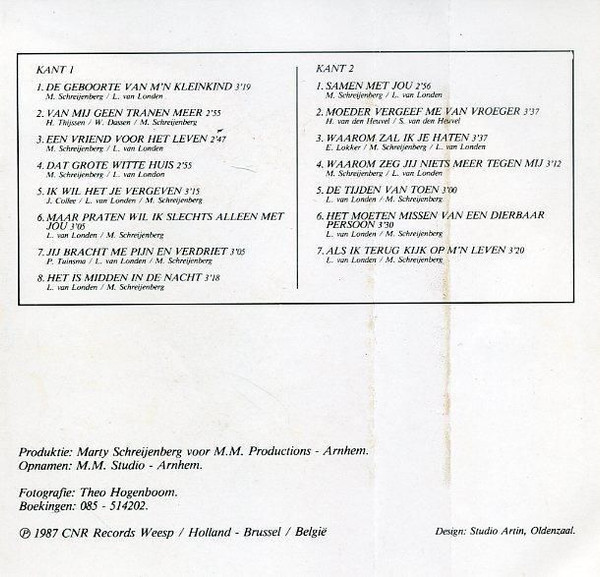 KANT 1
1. DE GEBOORTE VAN M'N KLEINKIND 3'19
M. Schreijenberg / L. van Londen
2. VAN MIJ GEEN TRANEN MEER 2'55
H. Thijssen / W. Dassen / M. Schreijenberg
3. EEN VRIEND VOOR HET LEVEN 2'47
M. Schreijenberg / L. van Londen
4. DAT GROTE WITTE HUIS 2'55
M. Schreijenberg / L. van London
5. IK WIL HET JE VERGEVEN 3'15
J. Collee / L. van Londen / M. Schreijenberg
6. MAAR PRATEN WIL IK SLECHTS ALLEEN MET
JOU 3'05
L. van Londen / M. Schreijenberg
7. JIJ BRACHT ME PIJN EN VERDRIET 3'05
P. Tuinsma / L. van Londen / M. Schreijenberg
8. HET IS MIDDEN IN DE NACHT 3'18
L. van Londen / M. Schreijenberg
KANT 2
1. SAMEN MET JOU 2'56
M. Schreijenberg / L. van Londen
2. MOEDER VERGEEF ME VAN VROEGER 3'37
H. van den Heuvel / S. van den Heuvel
3. WAAROM ZAL IK JE HATEN 3'37
E. Lokker / M. Schreijenberg / L. van Londen
4. WAAROM ZEG JIJ NIETS MEER TEGEN MIJ 3'12
M. Schreijenberg / L. van Londen
5. DE TIJDEN VAN TOEN 3'00
L. van Londen / M. Schreijenberg
6. HET MOETEN MISSEN VAN EEN DIERBAAR
PERSOON 3'30
L. van Londen / M. Schreijenberg
7. ALS IK TERUG KIJK OP M'N LEVEN 3'20
L. van Londen / M. Schreijenberg
Produktie: Marty Schreijenberg voor M.M. Productions - Arnhem.
Opnamen: M.M. Studio - Arnhem.
Fotografie: Theo Hogenboom.
Boekingen: 085 - 514202.
℗ 1987 CNR Records Weesp / Holland - Brussel / België
Design: Studio Artin, Oldenzaal.